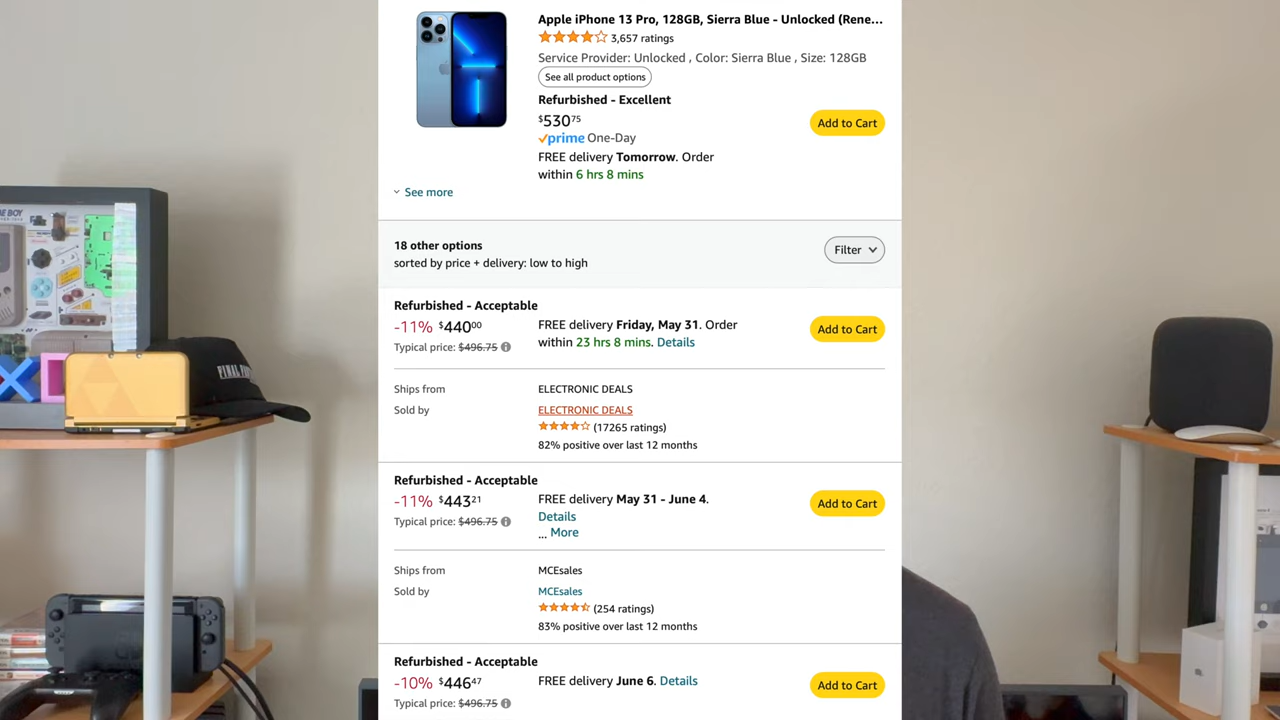 Apple iPhone 13 Pro, 128GB, Sierra Blue - Unlocked (Rene...
3,657 ratings
Service Provider: Unlocked , Color: Sierra Blue , Size: 128GB
See all product options
Refurbished - Excellent
$530 75
Add to Cart
prime One-Day
FREE delivery Tomorrow. Order
within 6 hrs 8 mins
See more
18 other options
sorted by price + delivery: low to high
Filter
Refurbished - Acceptable
-11% $440 00
Typical price: $496.75
FREE delivery Friday, May 31. Order
within 23 hrs 8 mins. Details
Add to Cart
Ships from
ELECTRONIC DEALS
Sold by
ELECTRONIC DEALS
(17265 ratings)
82% positive over last 12 months
Refurbished - Acceptable
-11% $443 21
Typical price: $496.75
FREE delivery May 31 - June 4.
Details
... More
Add to Cart
Ships from
MCEsales
Sold by
MCEsales
(254 ratings)
83% positive over last 12 months
Refurbished - Acceptable
-10% $446 47
Typical price: $496.75
FREE delivery June 6. Details
Add to Cart